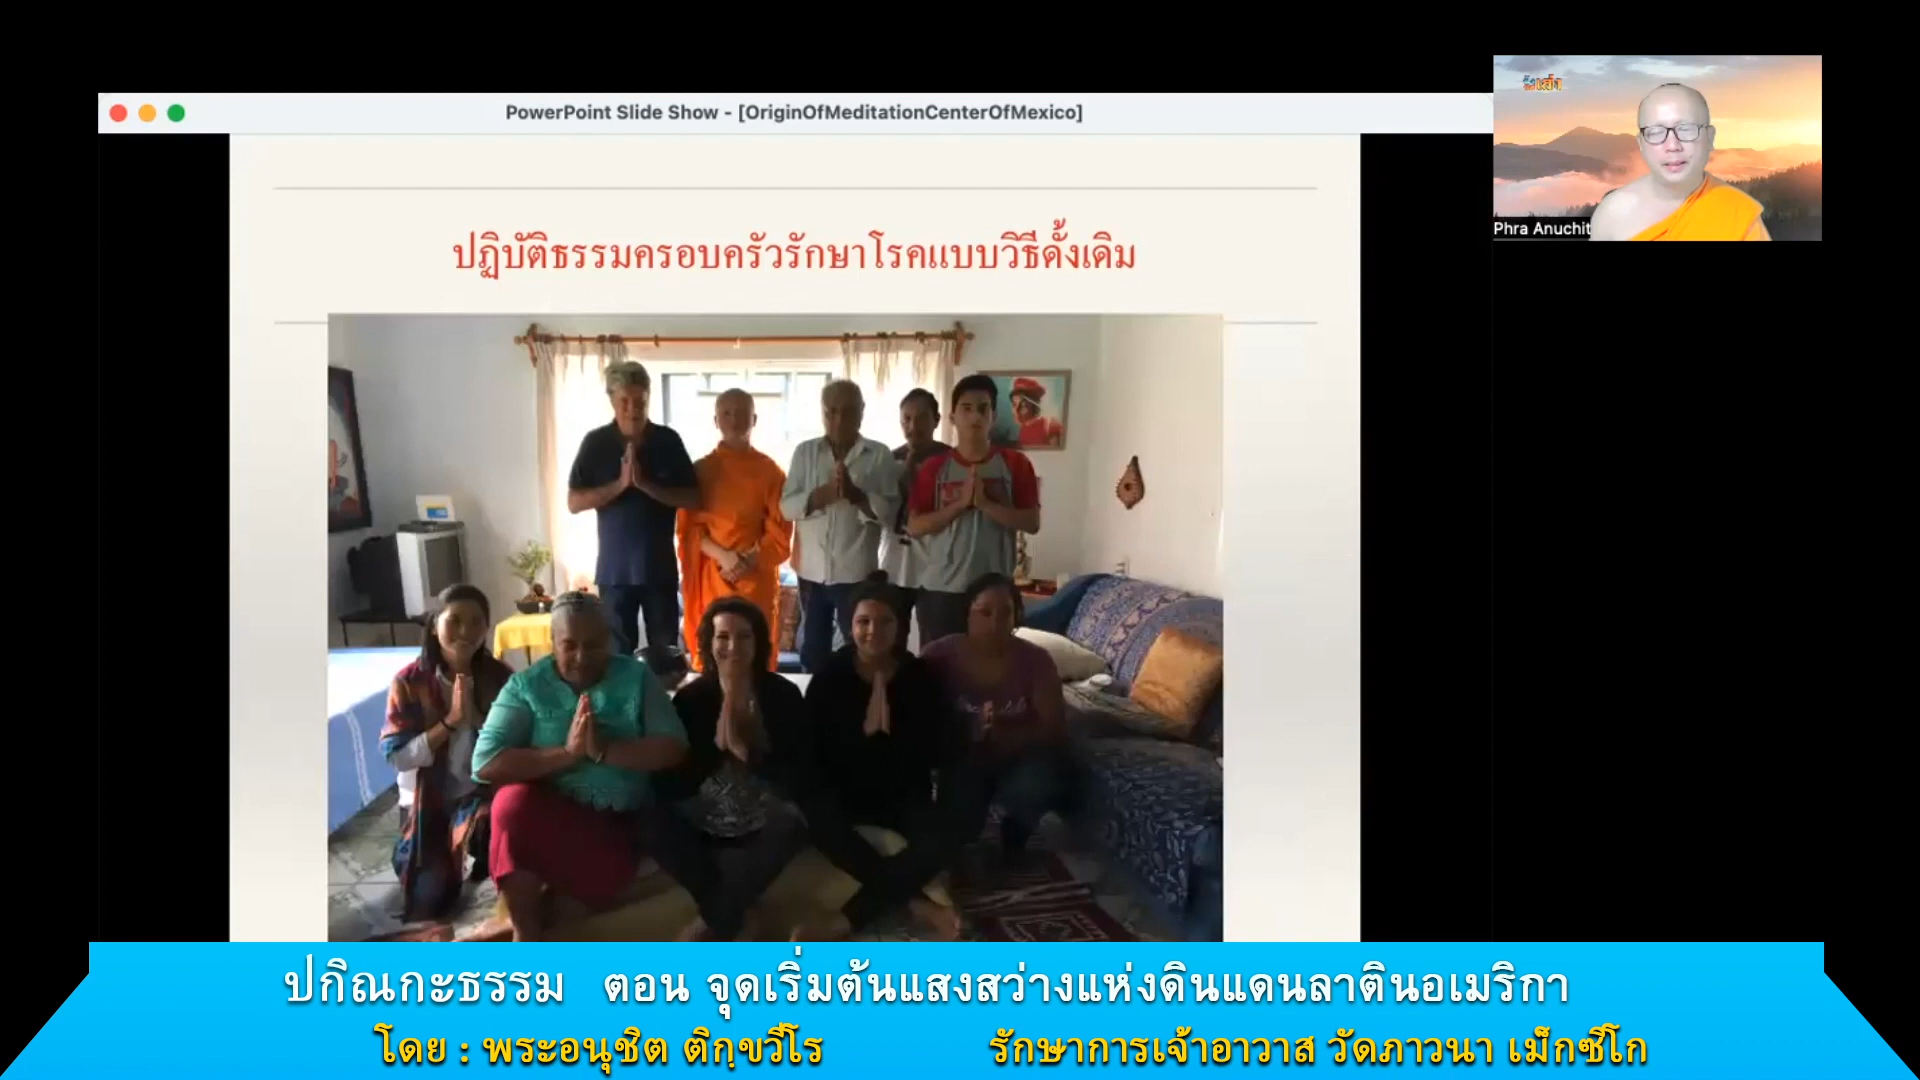 PowerPoint Slide Show - [OriginOfMeditationCenterOfMexico]
Phra Anuchit
ปฏิบัติธรรมครอบครัวรักษาโรคแบบวิธีดั้งเดิม
ปกิณกะธรรม ตอน จุดเริ่มต้นแสงสว่างแห่งดินแดนลาตินอเมริกา
โดย : พระอนุชิต ติกฺขวีโร รักษาการเจ้าอาวาส วัดภาวนา เม็กซิโก